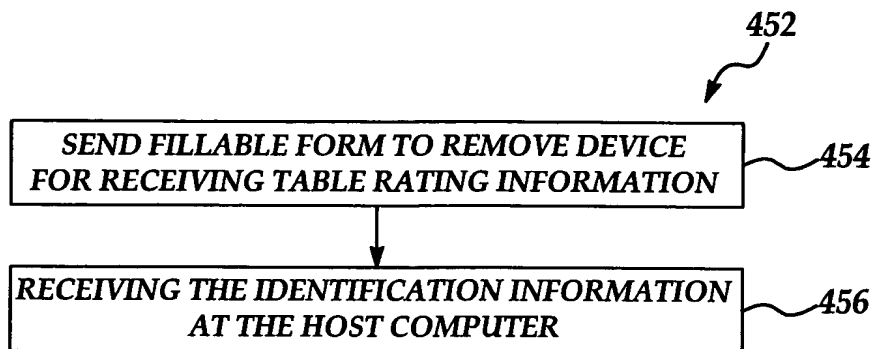 452
SEND FILLABLE FORM TO REMOVE DEVICE
FOR RECEIVING TABLE RATING INFORMATION
454
RECEIVING THE IDENTIFICATION INFORMATION
AT THE HOST COMPUTER
456